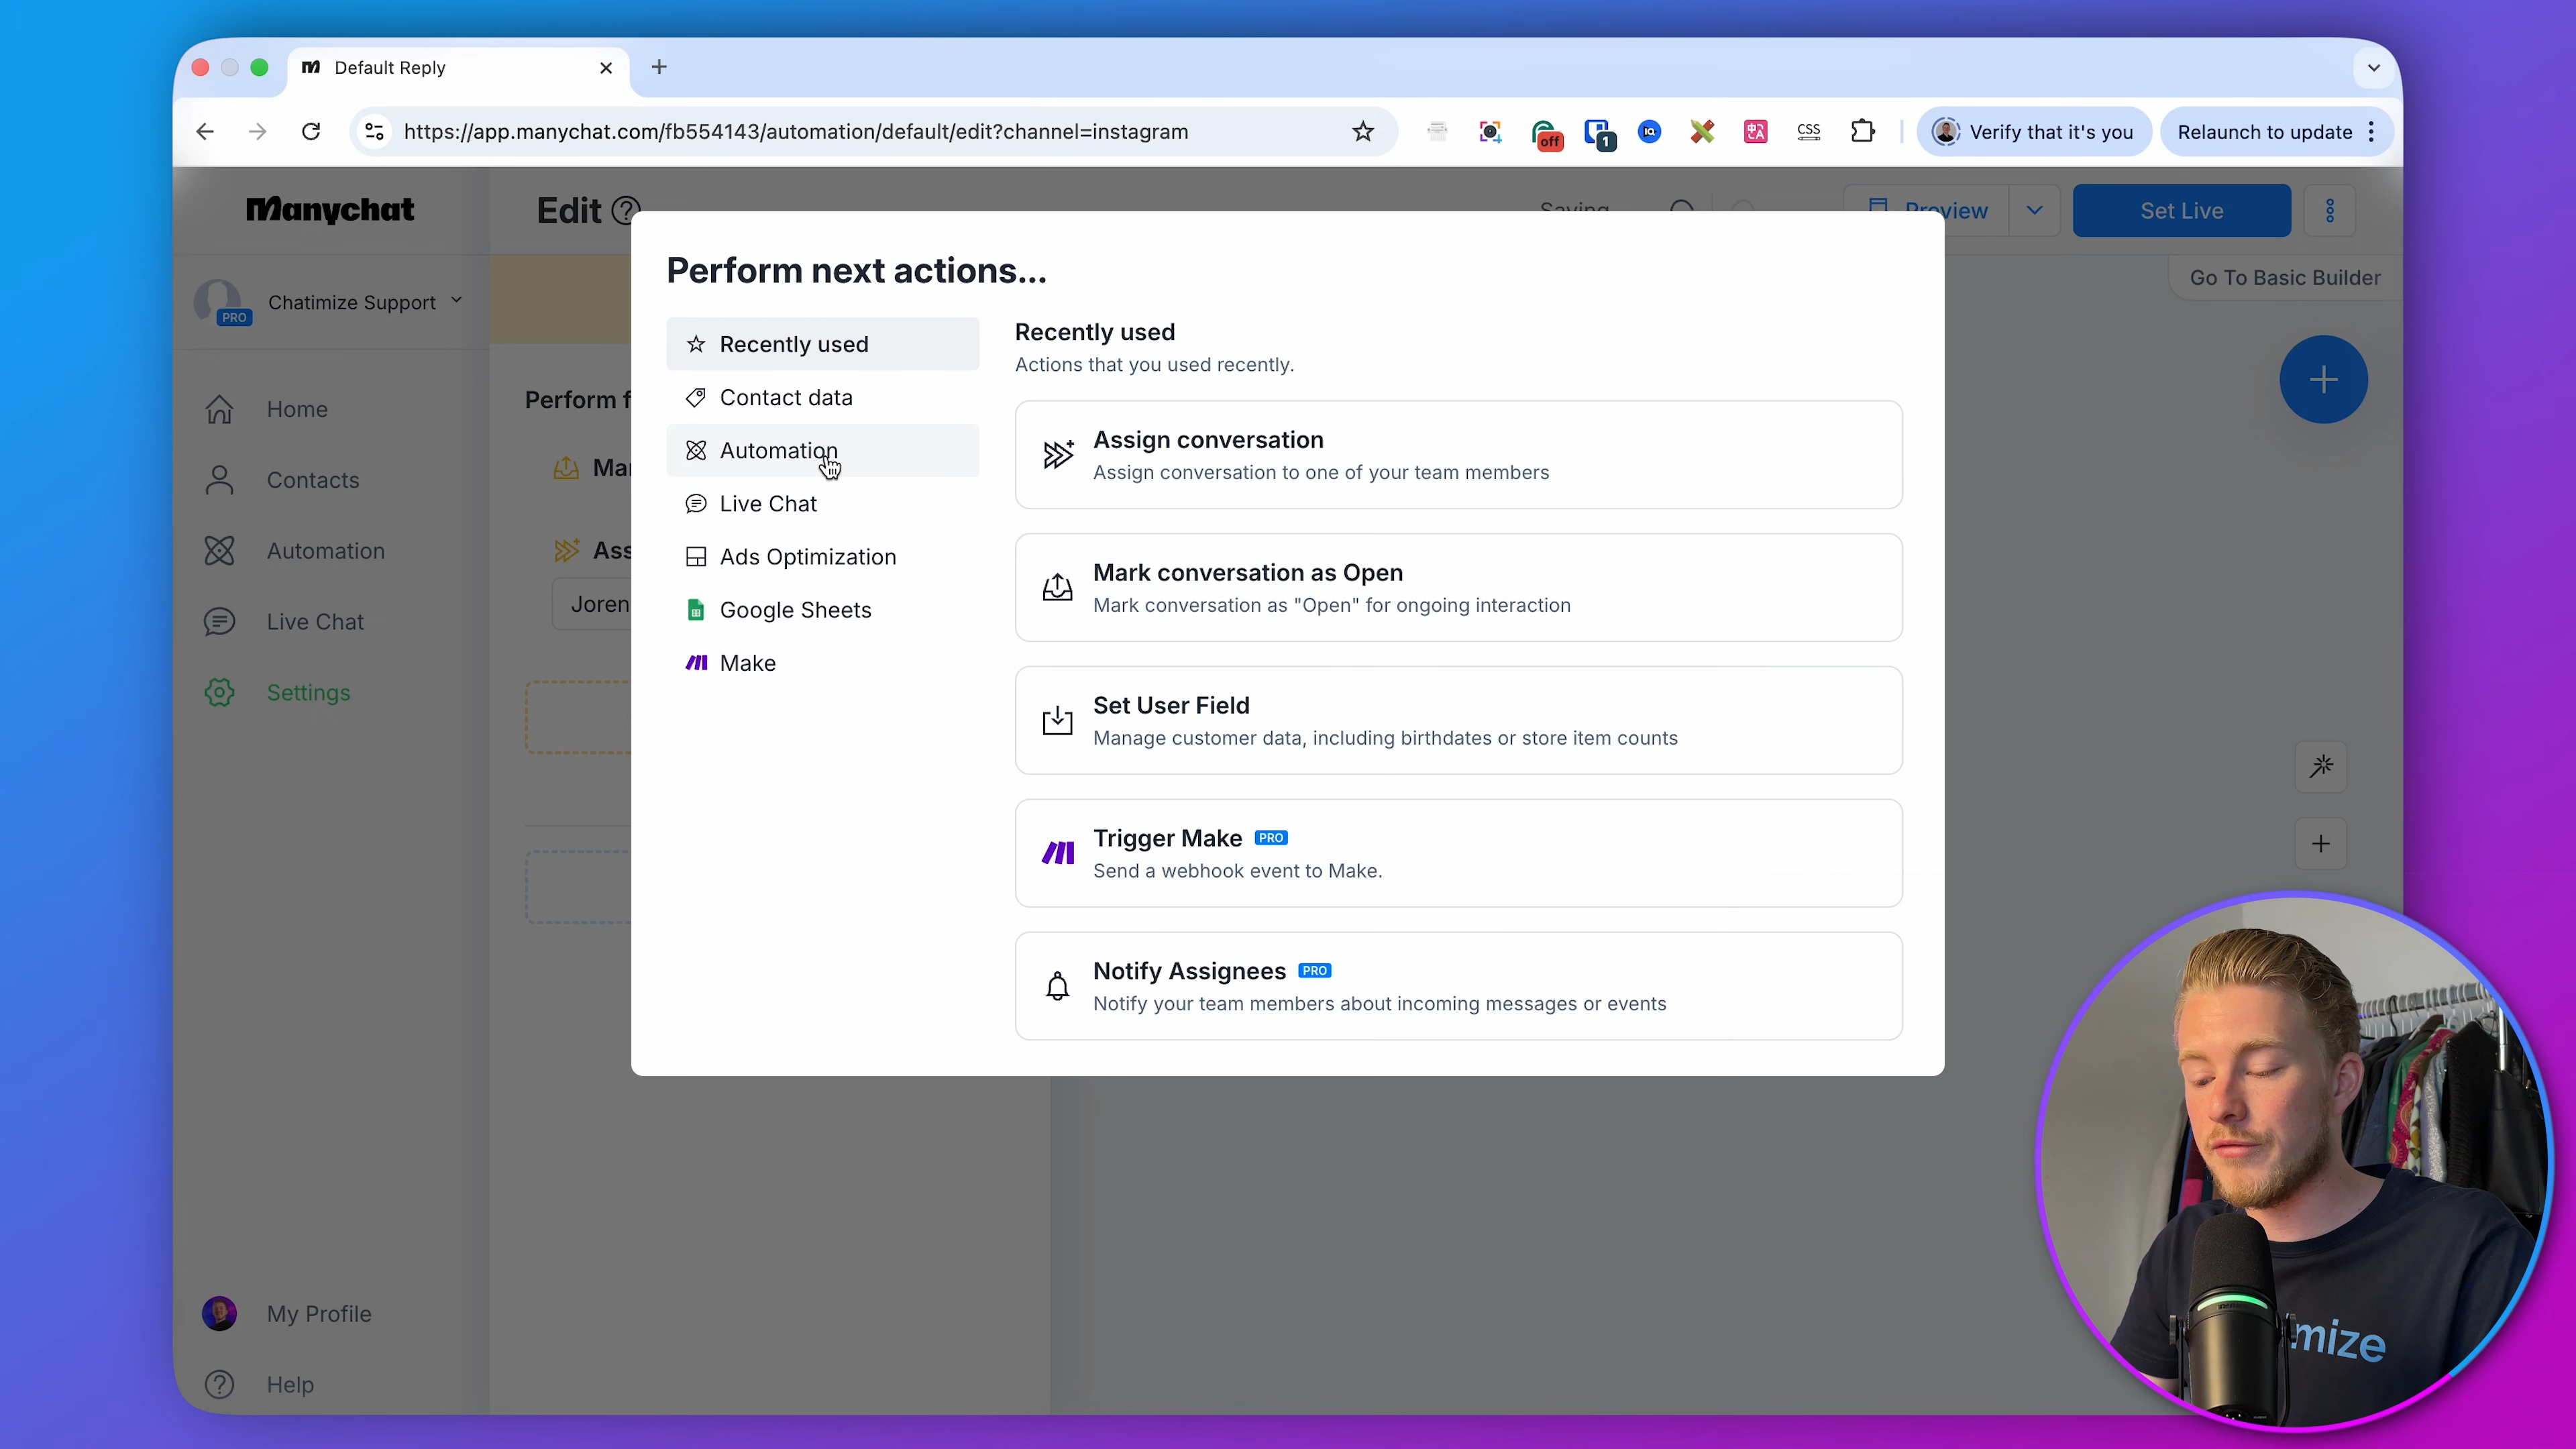 Default Reply
https://app.manychat.com/fb554143/automation/default/edit?channel=instagram
off
1
IQ
CSS
Verify that it's you
Relaunch to update
Manychat
Edit
Saving
Preview
Set Live
Chatimize Support
PRO
Go To Basic Builder
Home
Contacts
Automation
Live Chat
Settings
My Profile
Help
Perform f
Mar
Ass
Joren
Perform next actions...
Recently used
Contact data
Automation
Live Chat
Ads Optimization
Google Sheets
Make
Recently used
Actions that you used recently.
Assign conversation
Assign conversation to one of your team members
Mark conversation as Open
Mark conversation as "Open" for ongoing interaction
Set User Field
Manage customer data, including birthdates or store item counts
Trigger Make PRO
Send a webhook event to Make.
Notify Assignees PRO
Notify your team members about incoming messages or events
mize